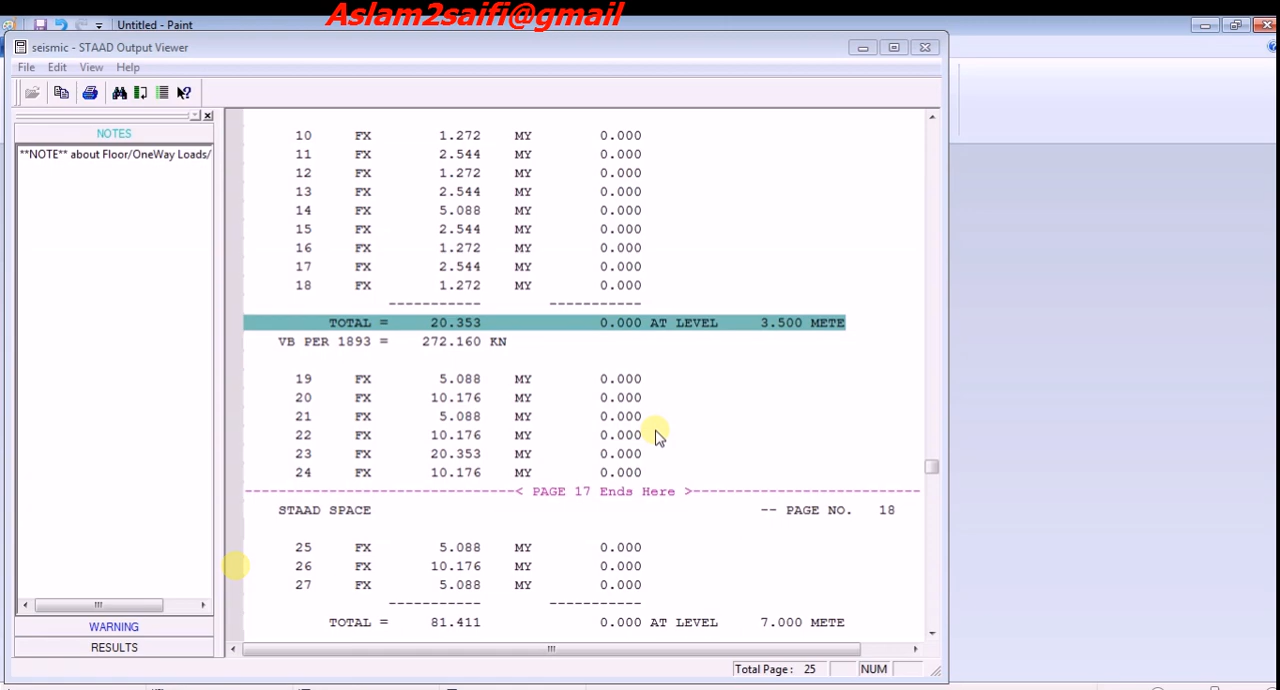 Untitled - Paint
Aslam2saifi@gmail
seismic - STAAD Output Viewer
File Edit View Help
NOTES
**NOTE** about Floor/OneWay Loads/
10 FX 1.272 MY 0.000
11 FX 2.544 MY 0.000
12 FX 1.272 MY 0.000
13 FX 2.544 MY 0.000
14 FX 5.088 MY 0.000
15 FX 2.544 MY 0.000
16 FX 1.272 MY 0.000
17 FX 2.544 MY 0.000
18 FX 1.272 MY 0.000
----------- -----------
TOTAL = 20.353 0.000 AT LEVEL 3.500 METE
VB PER 1893 = 272.160 KN
19 FX 5.088 MY 0.000
20 FX 10.176 MY 0.000
21 FX 5.088 MY 0.000
22 FX 10.176 MY 0.000
23 FX 20.353 MY 0.000
24 FX 10.176 MY 0.000
--------------------------------< PAGE 17 Ends Here >---------------------------
STAAD SPACE -- PAGE NO. 18
25 FX 5.088 MY 0.000
26 FX 10.176 MY 0.000
27 FX 5.088 MY 0.000
----------- -----------
TOTAL = 81.411 0.000 AT LEVEL 7.000 METE
WARNING
RESULTS
Total Page: 25 NUM